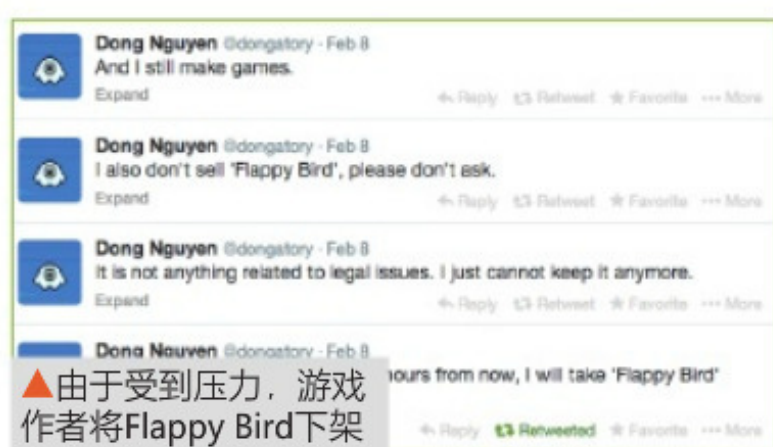 Dong Nguyen @dongatory · Feb 8
And I still make games.
Expand
Reply Retweet Favorite More
Dong Nguyen @dongatory · Feb 8
I also don't sell 'Flappy Bird', please don't ask.
Expand
Reply Retweet Favorite More
Dong Nguyen @dongatory · Feb 8
It is not anything related to legal issues. I just cannot keep it anymore.
Expand
Reply Retweet Favorite More
Dong Nguyen @dongatory · Feb 8
hours from now, I will take 'Flappy Bird'
Reply Retweeted Favorite More
▲由于受到压力，游戏
作者将Flappy Bird下架